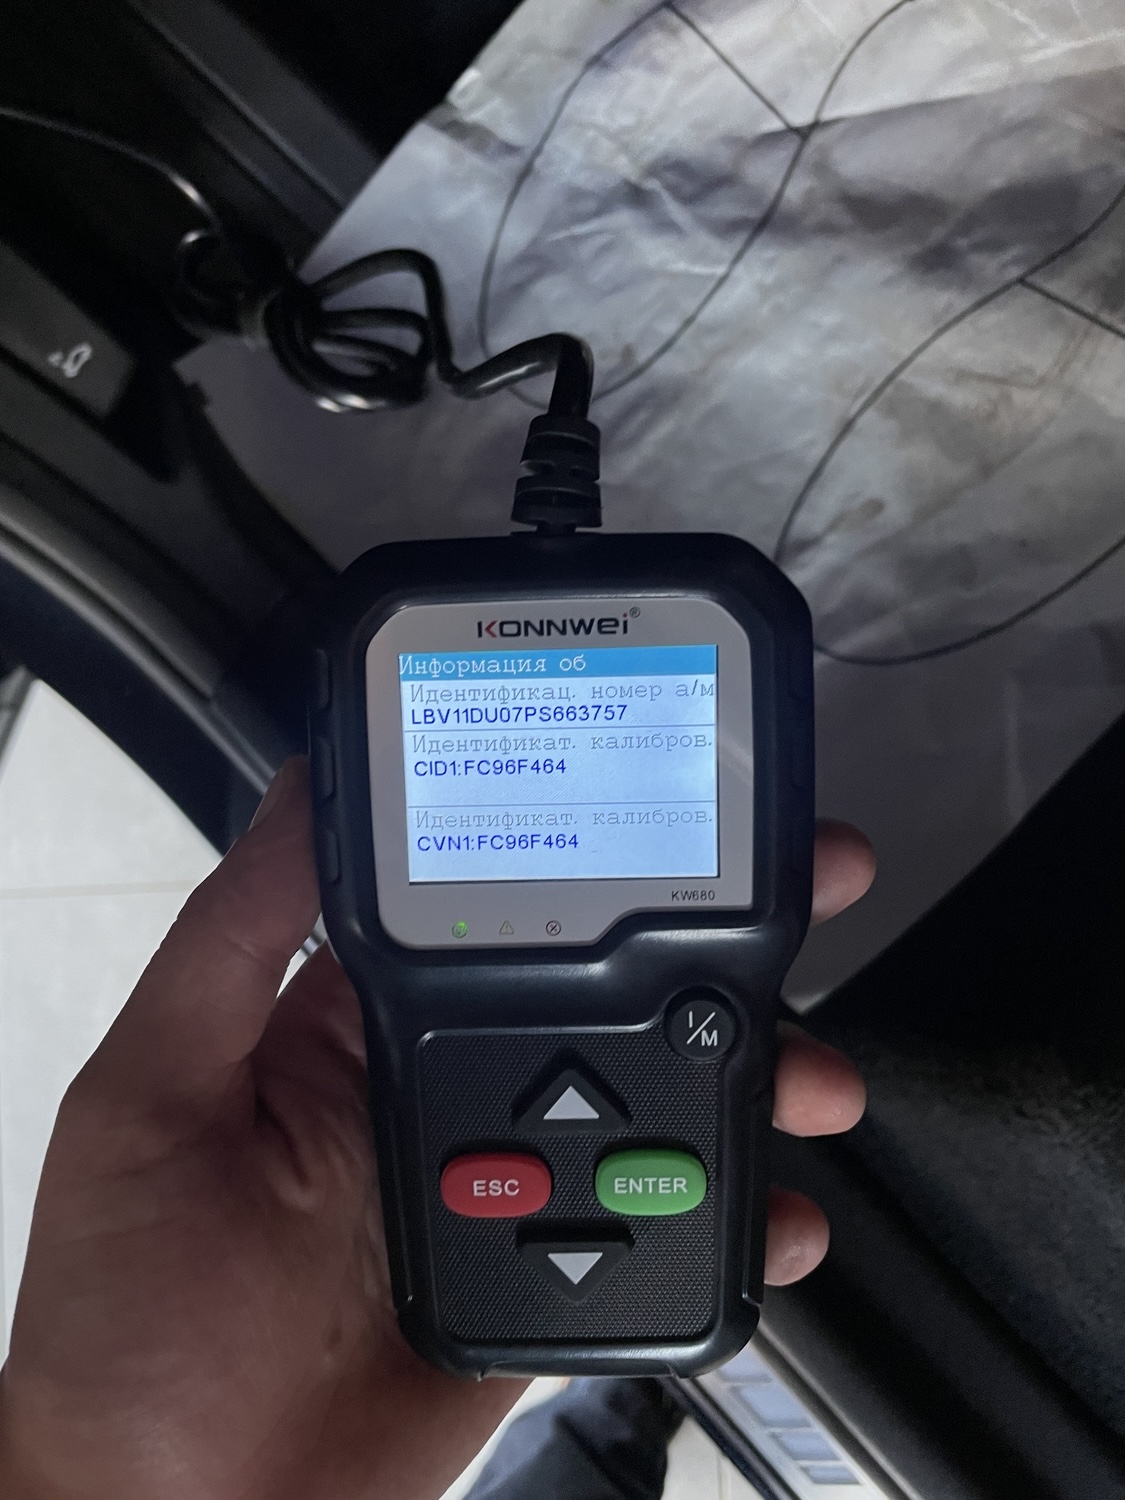 KONNWEI®
Информация об
Идентификац. номер а/м
LBV11DU07PS663757
Идентификат. калибров.
CID1:FC96F464
Идентификат. калибров.
CVN1:FC96F464
KW680
I/M
ESC
ENTER